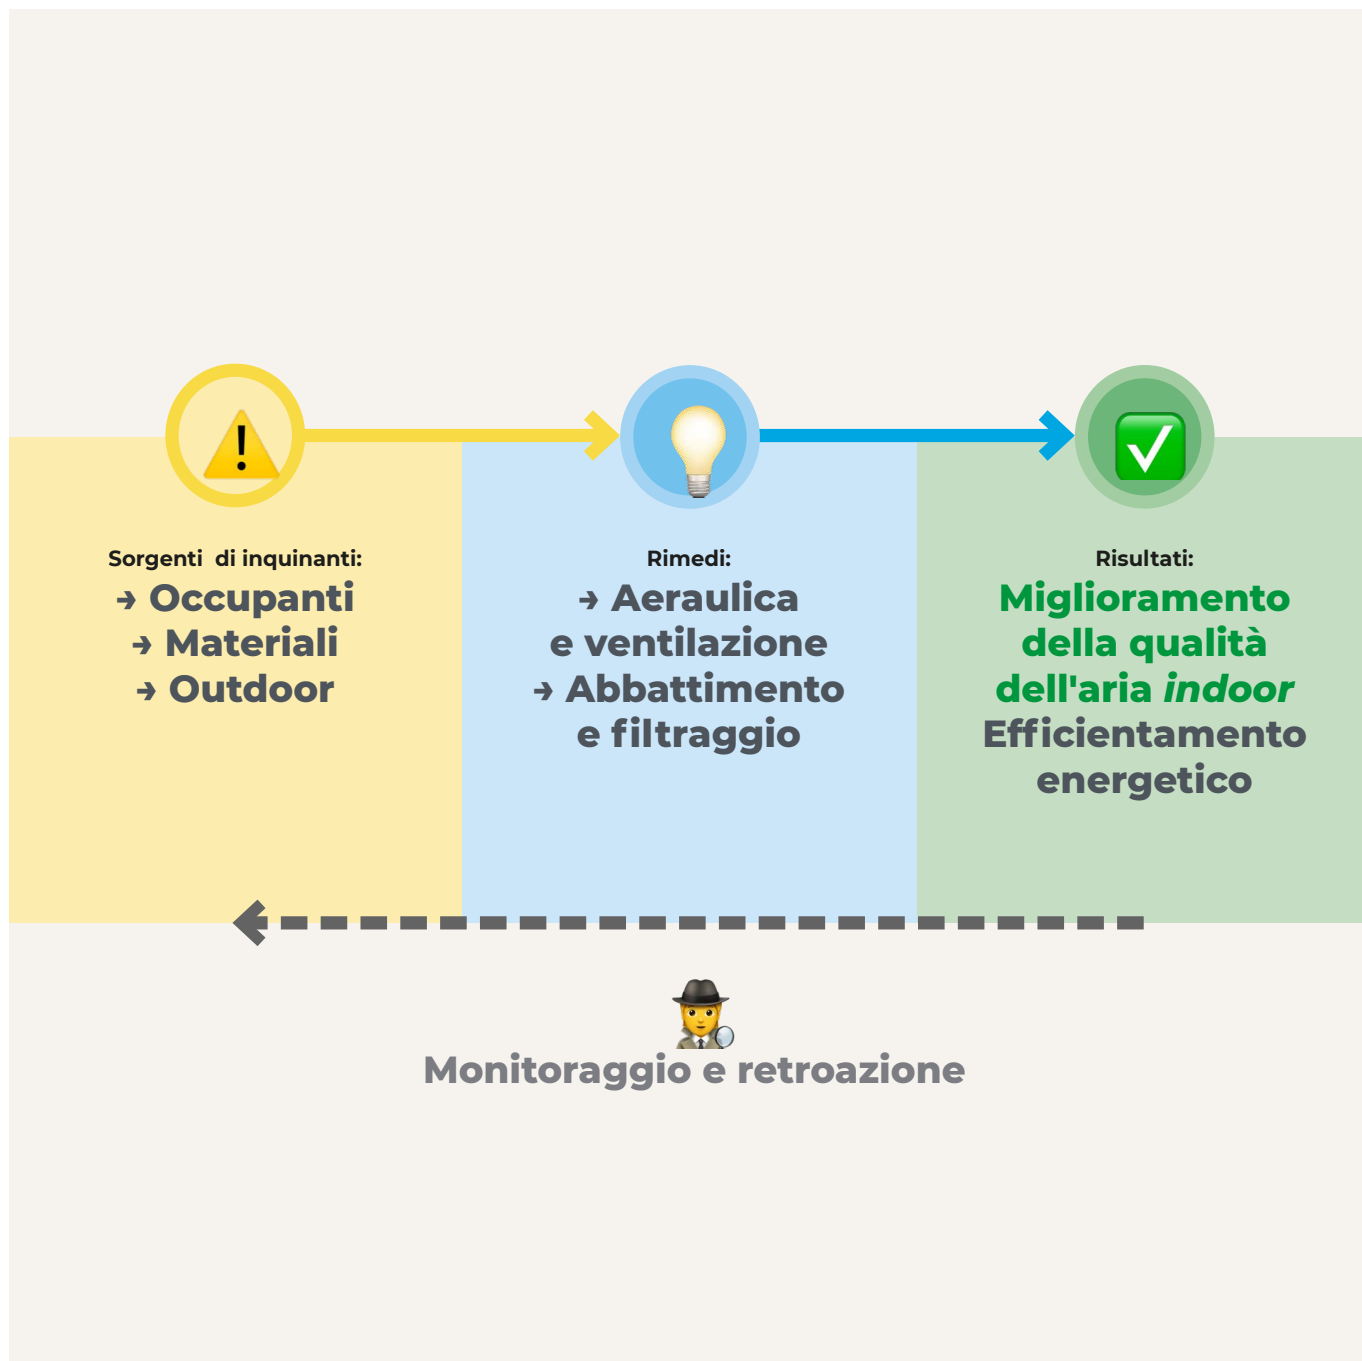 Sorgenti di inquinanti:
→ Occupanti
→ Materiali
→ Outdoor
Rimedi:
→ Aeraulica
e ventilazione
→ Abbattimento
e filtraggio
Risultati:
Miglioramento
della qualità
dell'aria indoor
Efficientamento
energetico
Monitoraggio e retroazione